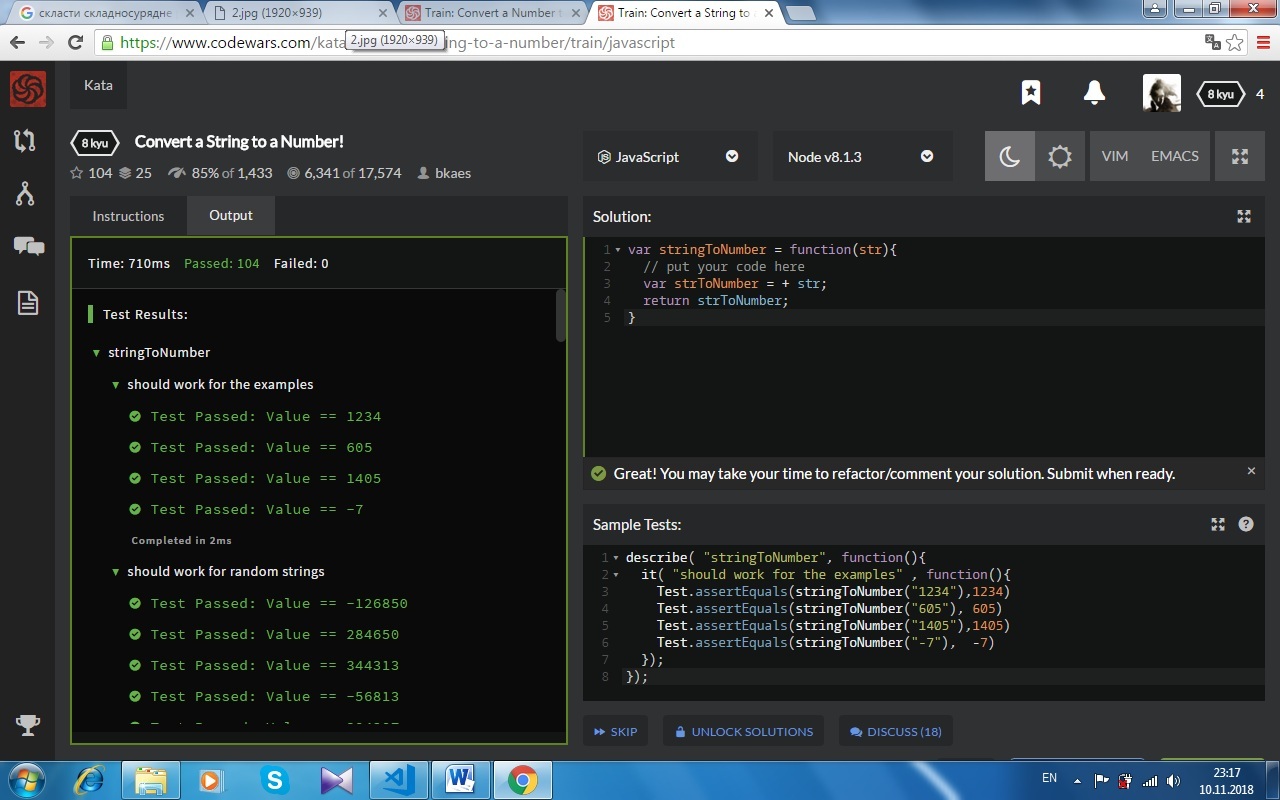 скласти складносурядне
2.jpg (1920×939)
Train: Convert a Number t
Train: Convert a String to
https://www.codewars.com/kata
2.jpg (1920×939)
ing-to-a-number/train/javascript
Kata
8 kyu
4
8 kyu
Convert a String to a Number!
104 25 85% of 1,433 6,341 of 17,574 bkaes
JavaScript
Node v8.1.3
VIM
EMACS
Instructions
Output
Time: 710ms Passed: 104 Failed: 0
Test Results:
stringToNumber
should work for the examples
Test Passed: Value == 1234
Test Passed: Value == 605
Test Passed: Value == 1405
Test Passed: Value == -7
Completed in 2ms
should work for random strings
Test Passed: Value == -126850
Test Passed: Value == 284650
Test Passed: Value == 344313
Test Passed: Value == -56813
Solution:
1 var stringToNumber = function(str){
2 // put your code here
3 var strToNumber = + str;
4 return strToNumber;
5 }
Great! You may take your time to refactor/comment your solution. Submit when ready.
Sample Tests:
1 describe( "stringToNumber", function(){
2 it( "should work for the examples" , function(){
3 Test.assertEquals(stringToNumber("1234"),1234)
4 Test.assertEquals(stringToNumber("605"), 605)
5 Test.assertEquals(stringToNumber("1405"),1405)
6 Test.assertEquals(stringToNumber("-7"), -7)
7 });
8 });
SKIP
UNLOCK SOLUTIONS
DISCUSS (18)
EN
23:17
10.11.2018